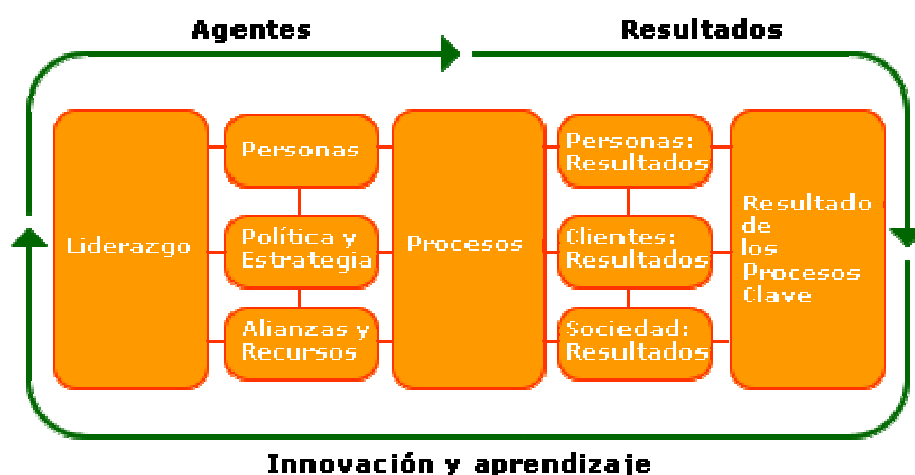 Agentes
Resultados
Liderazgo
Personas
Política y
Estrategia
Alianzas y
Recursos
Procesos
Personas:
Resultados
Clientes:
Resultados
Sociedad:
Resultados
Resultado
de
los
Procesos
Clave
Innovación y aprendizaje